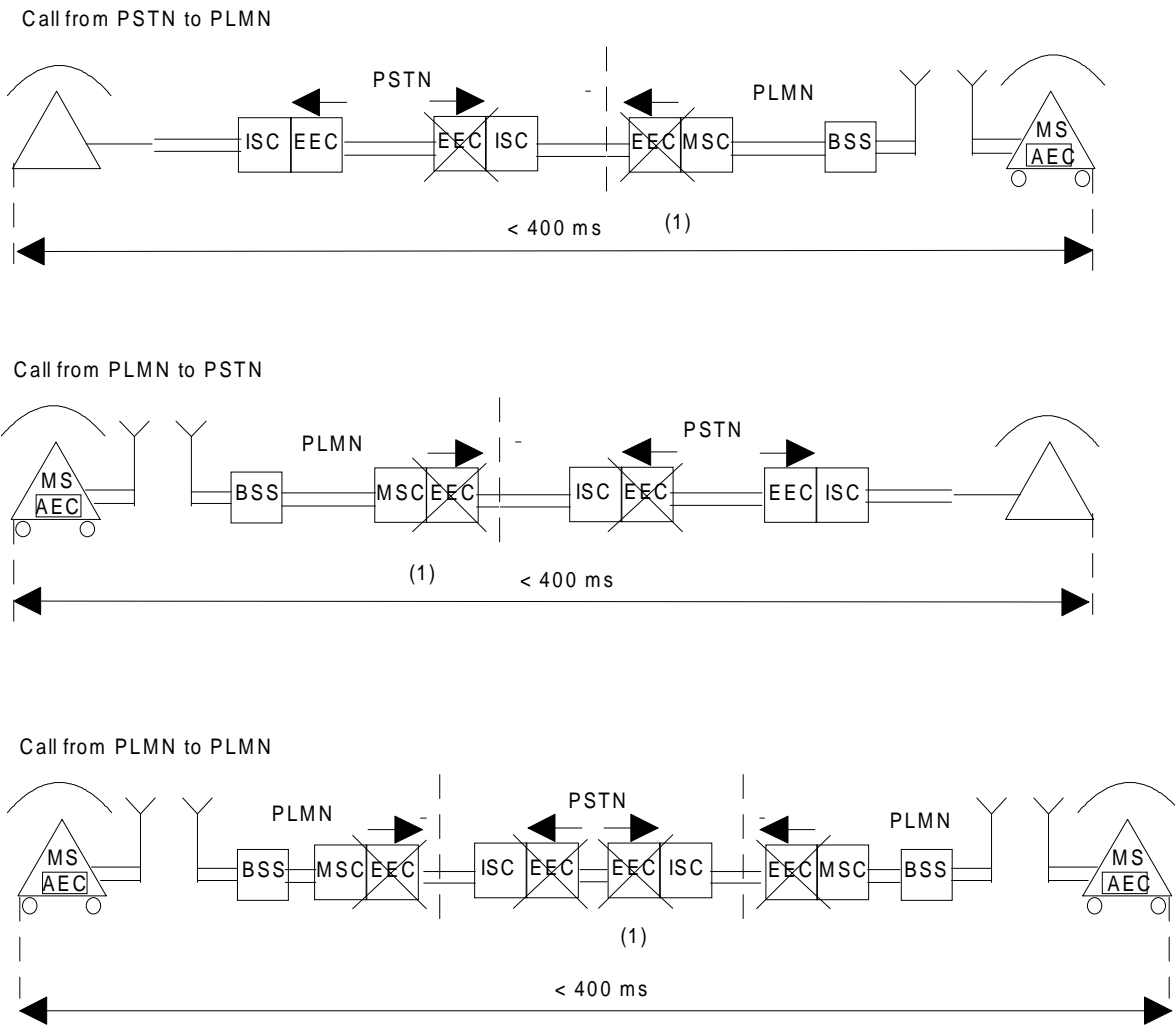 Call from PSTN to PLMN
PSTN
PLMN
ISC EEC EEC ISC EEC MSC BSS MS
AEC
< 400 ms (1)
Call from PLMN to PSTN
PLMN
PSTN
MS
AEC BSS MSC EEC ISC EEC EEC ISC
(1) < 400 ms
Call from PLMN to PLMN
PLMN
PSTN
PLMN
MS
AEC BSS MSC EEC ISC EEC EEC ISC EEC MSC BSS MS
AEC
(1)
< 400 ms